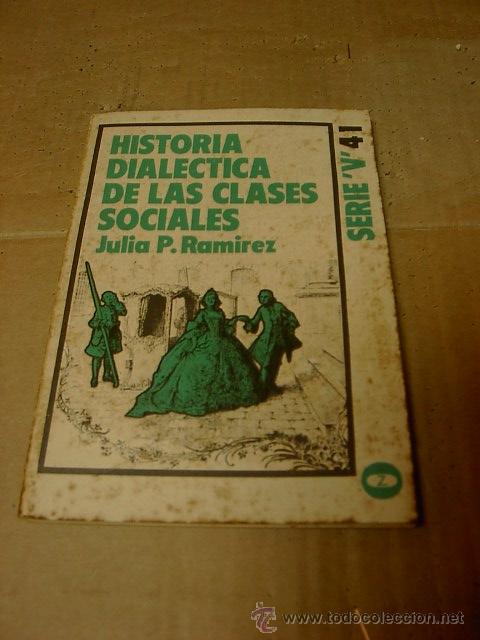 HISTORIA
DIALECTICA
DE LAS CLASES
SOCIALES
Julia P. Ramirez
SERIE 'V' 41
Z
www.todocoleccion.net